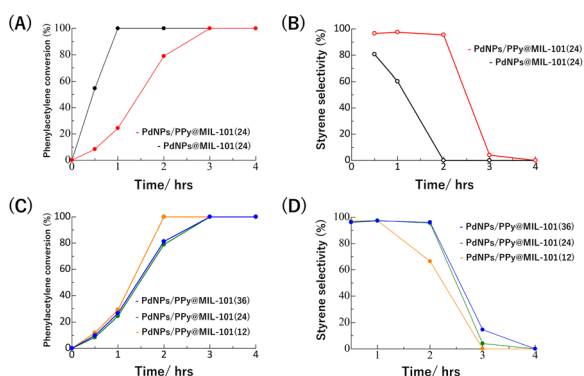 (A)
Phenylacetylene conversion (%)
100
80
60
40
20
0
0 1 2 3 4
Time/ hrs
- PdNPs/PPy@MIL-101(24)
- PdNPs@MIL-101(24)
(B)
Styrene selectivity (%)
100
80
60
40
20
0
0 1 2 3 4
Time/ hrs
- PdNPs/PPy@MIL-101(24)
- PdNPs@MIL-101(24)
(C)
Phenylacetylene conversion (%)
100
80
60
40
20
0
0 1 2 3 4
Time/ hrs
- PdNPs/PPy@MIL-101(36)
- PdNPs/PPy@MIL-101(24)
- PdNPs/PPy@MIL-101(12)
(D)
Styrene selectivity (%)
100
80
60
40
20
0
1 2 3 4
Time/ hrs
- PdNPs/PPy@MIL-101(36)
- PdNPs/PPy@MIL-101(24)
- PdNPs/PPy@MIL-101(12)